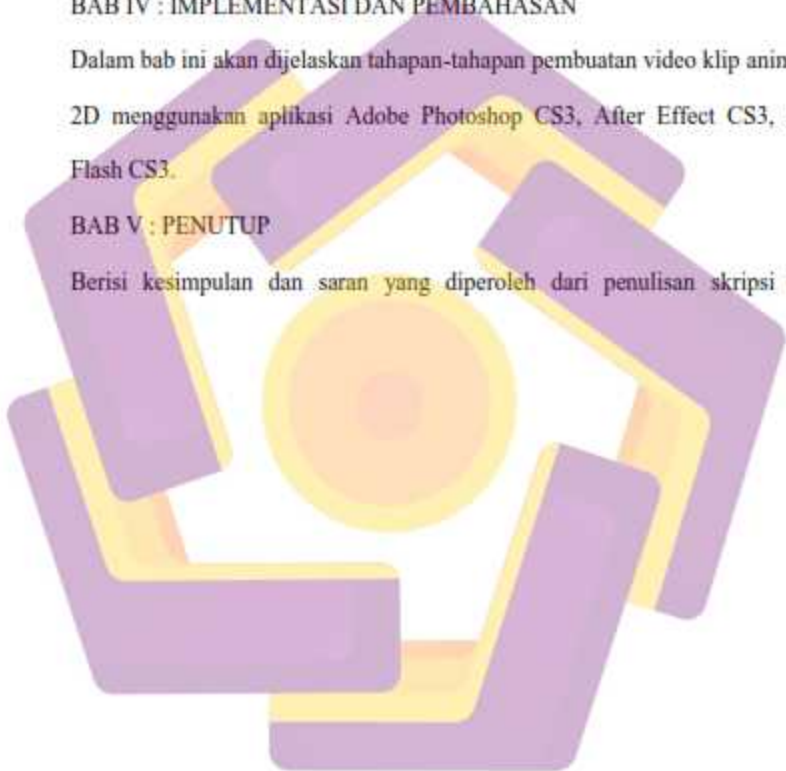 BAB IV : IMPLEMENTASI DAN PEMBAHASAN
Dalam bab ini akan dijelaskan tahapan-tahapan pembuatan video klip
2D menggunakan aplikasi Adobe Photoshop CS3, After Effect CS3,
Flash CS3.
BAB V : PENUTUP
Berisi kesimpulan dan saran yang diperoleh dari penulisan skripsi